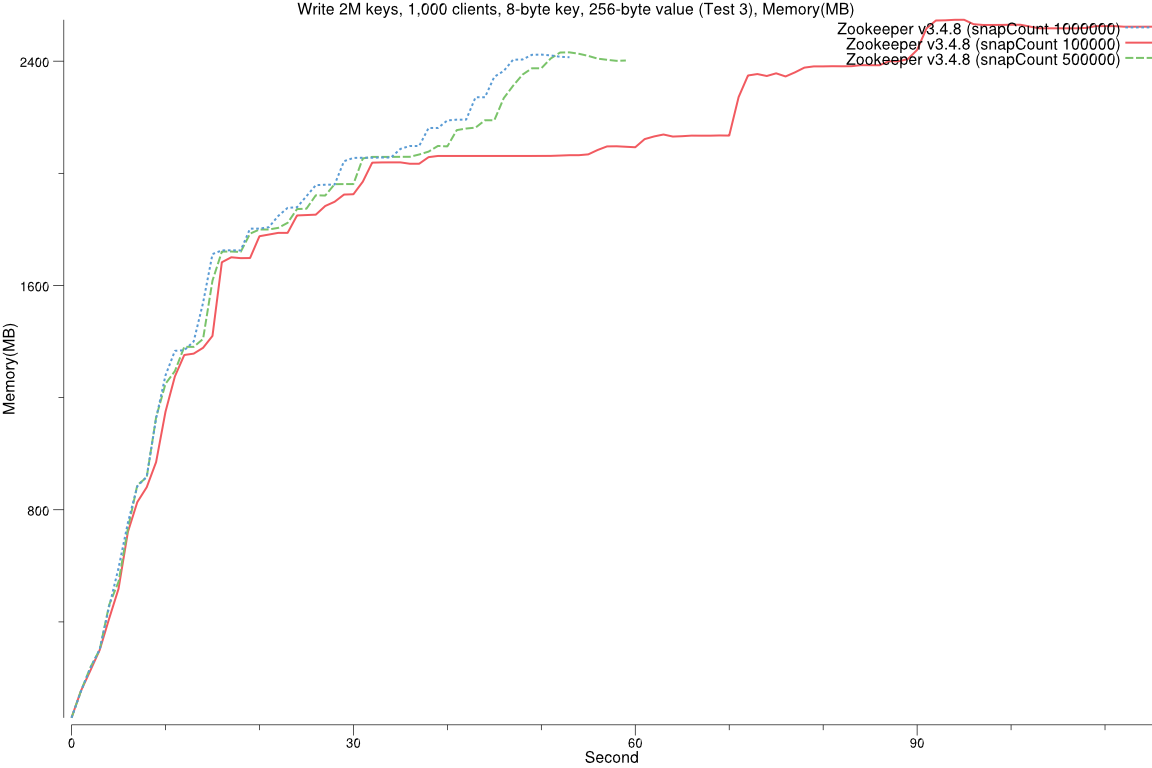 Write 2M keys, 1,000 clients, 8-byte key, 256-byte value (Test 3), Memory(MB)
Zookeeper v3.4.8 (snapCount 1000000)
Zookeeper v3.4.8 (snapCount 100000)
Zookeeper v3.4.8 (snapCount 500000)
2400
1600
800
Memory(MB)
0 30 60 90
Second